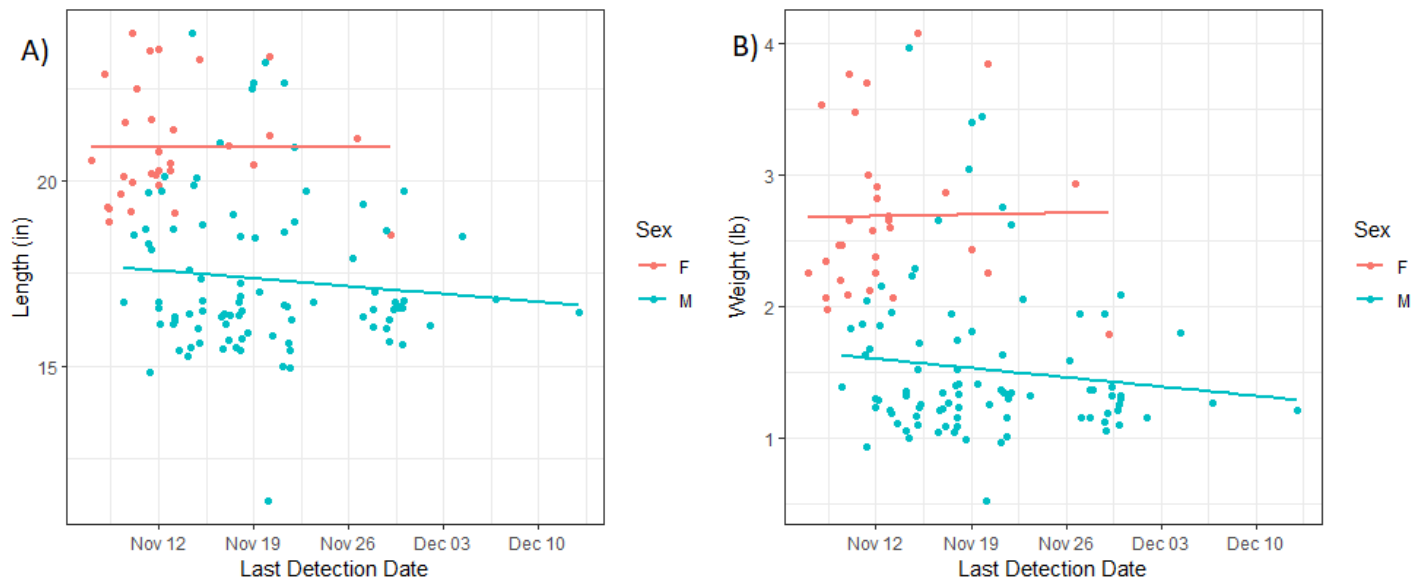 A)
20
15
Length (in)
Nov 12 Nov 19 Nov 26 Dec 03 Dec 10
Last Detection Date
Sex
F
M
B)
4
3
2
1
Weight (lb)
Nov 12 Nov 19 Nov 26 Dec 03 Dec 10
Last Detection Date
Sex
F
M